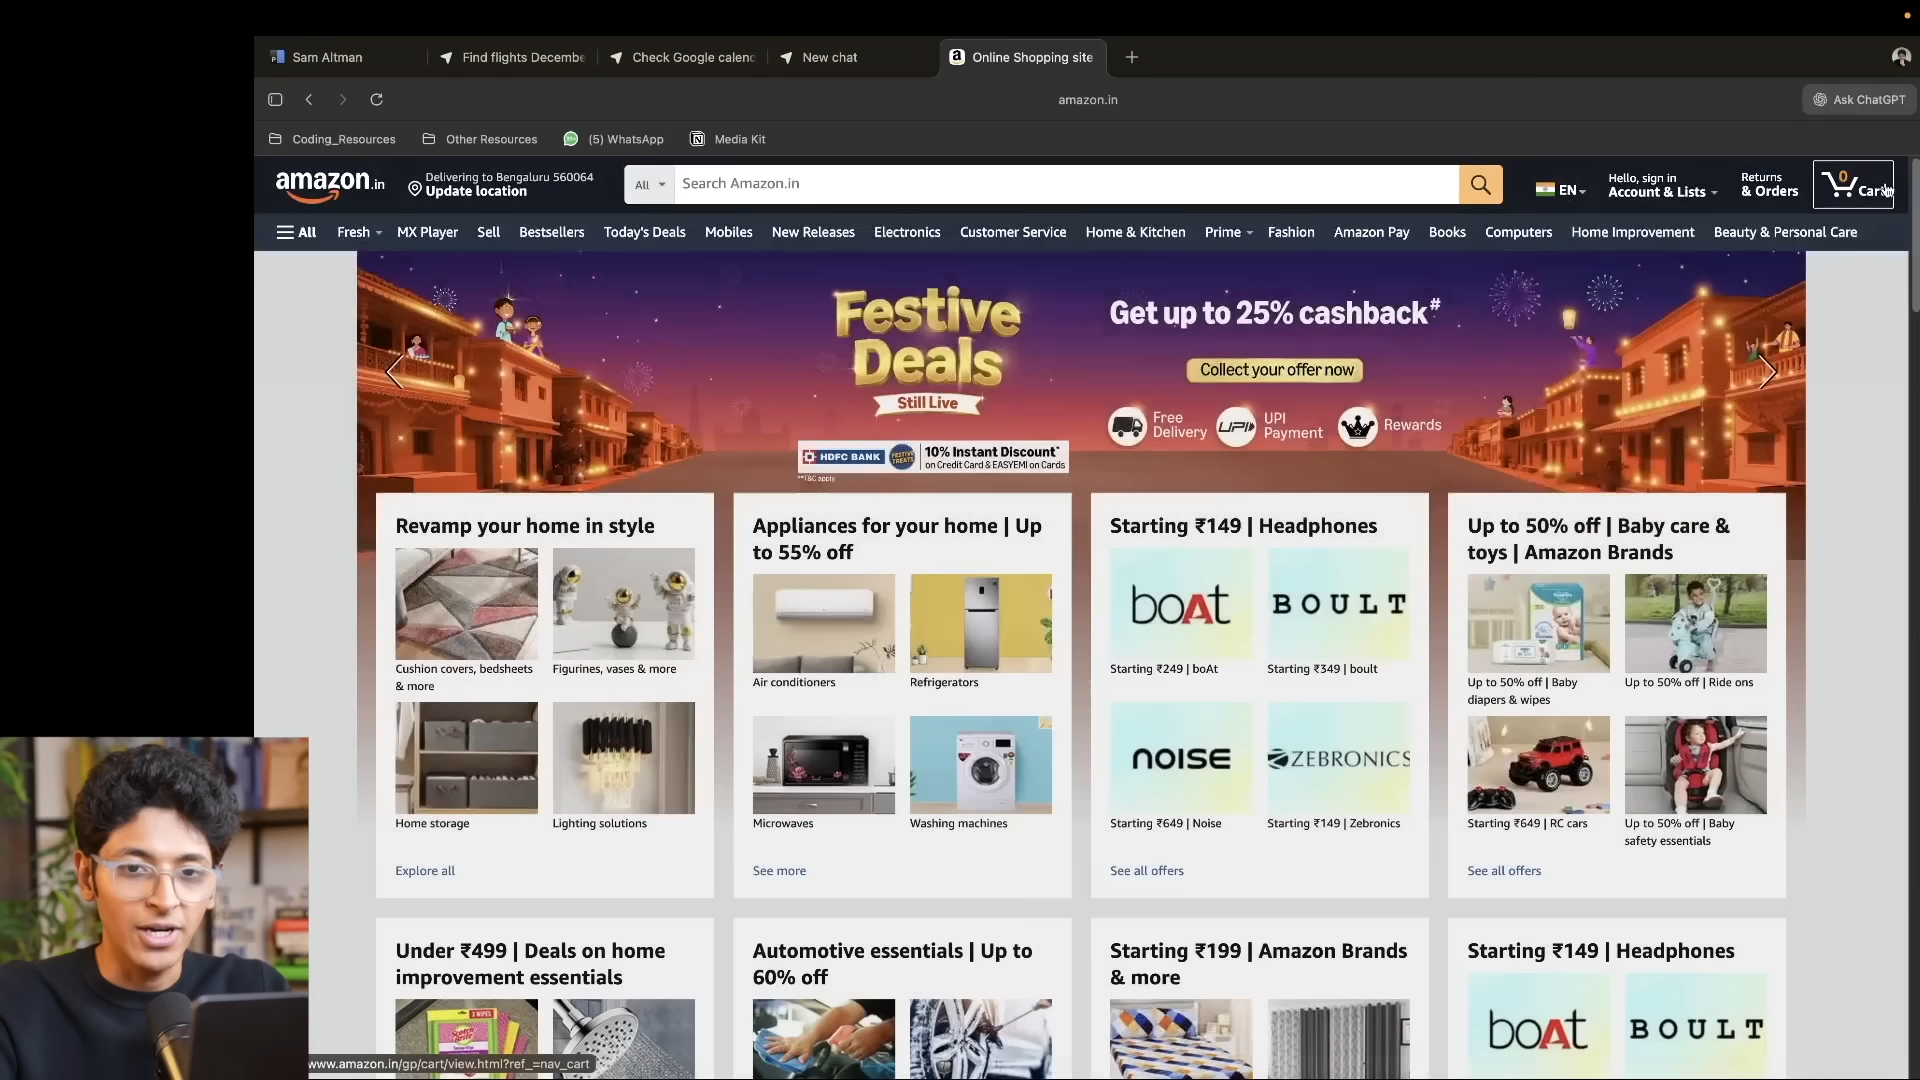 Sam Altman
Find flights Decembe
Check Google calenc
New chat
Online Shopping site
amazon.in
Ask ChatGPT
Coding_Resources
Other Resources
(5) WhatsApp
Media Kit
amazon.in
Delivering to Bengaluru 560064
Update location
All
Search Amazon.in
EN
Hello, sign in
Account & Lists
Returns
& Orders
0
Cart
All
Fresh
MX Player
Sell
Bestsellers
Today's Deals
Mobiles
New Releases
Electronics
Customer Service
Home & Kitchen
Prime
Fashion
Amazon Pay
Books
Computers
Home Improvement
Beauty & Personal Care
Festive
Deals
Still Live
Get up to 25% cashback#
Collect your offer now
Free
Delivery
UPI
UPI
Payment
Rewards
HDFC BANK
FESTIVE
TREATS
10% Instant Discount*
on Credit Card & EASYEMI on Cards
**T&C apply
Revamp your home in style
Cushion covers, bedsheets
& more
Figurines, vases & more
Home storage
Lighting solutions
Explore all
Appliances for your home | Up
to 55% off
Air conditioners
Refrigerators
Microwaves
Washing machines
See more
Starting ₹149 | Headphones
boAt
BOULT
Starting ₹249 | boAt
Starting ₹349 | boult
NOISE
ZEBRONICS
Starting ₹649 | Noise
Starting ₹149 | Zebronics
See all offers
Up to 50% off | Baby care &
toys | Amazon Brands
Up to 50% off | Baby
diapers & wipes
Up to 50% off | Ride ons
Starting ₹649 | RC cars
Up to 50% off | Baby
safety essentials
See all offers
Under ₹499 | Deals on home
improvement essentials
3 WIPES
Scotch
Brite
Automotive essentials | Up to
60% off
Starting ₹199 | Amazon Brands
& more
Starting ₹149 | Headphones
boAt
BOULT
www.amazon.in/gp/cart/view.html?ref_=nav_cart